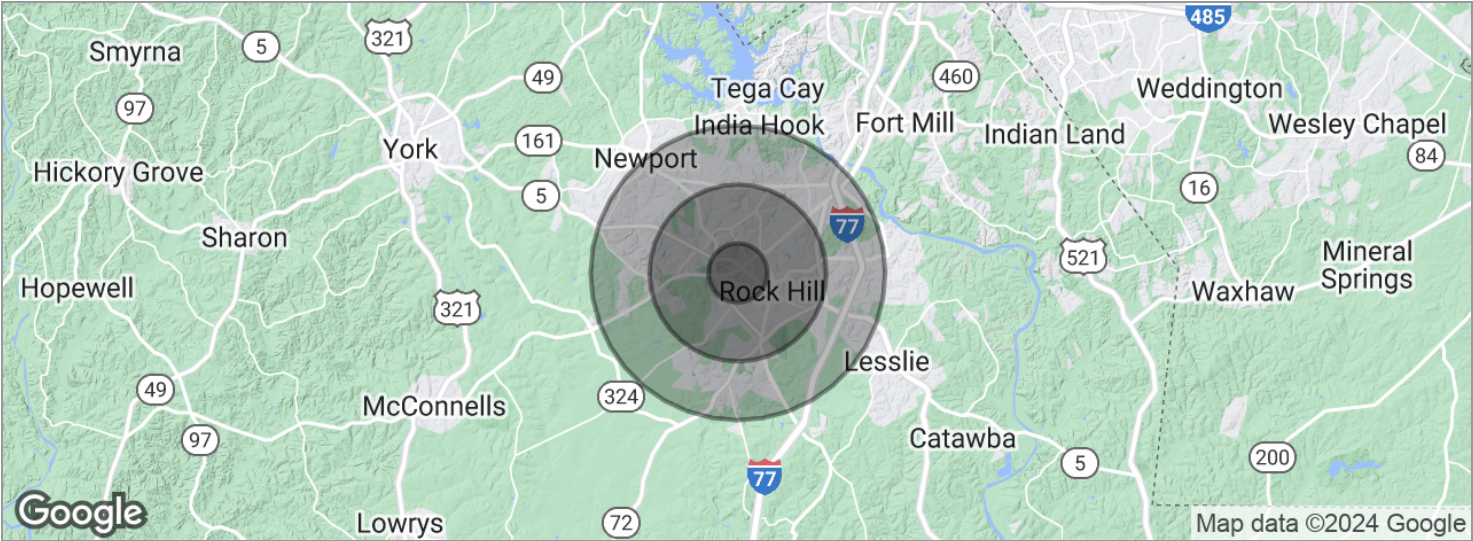 485
321
Smyrna
5
49
460
Tega Cay
Weddington
97
India Hook
Fort Mill
Indian Land
Wesley Chapel
161
York
Newport
84
Hickory Grove
16
5
77
Sharon
Mineral
Springs
521
Hopewell
Rock Hill
Waxhaw
321
Lesslie
49
324
McConnells
97
Catawba
5
200
77
Google
Lowrys
72
Map data ©2024 Google